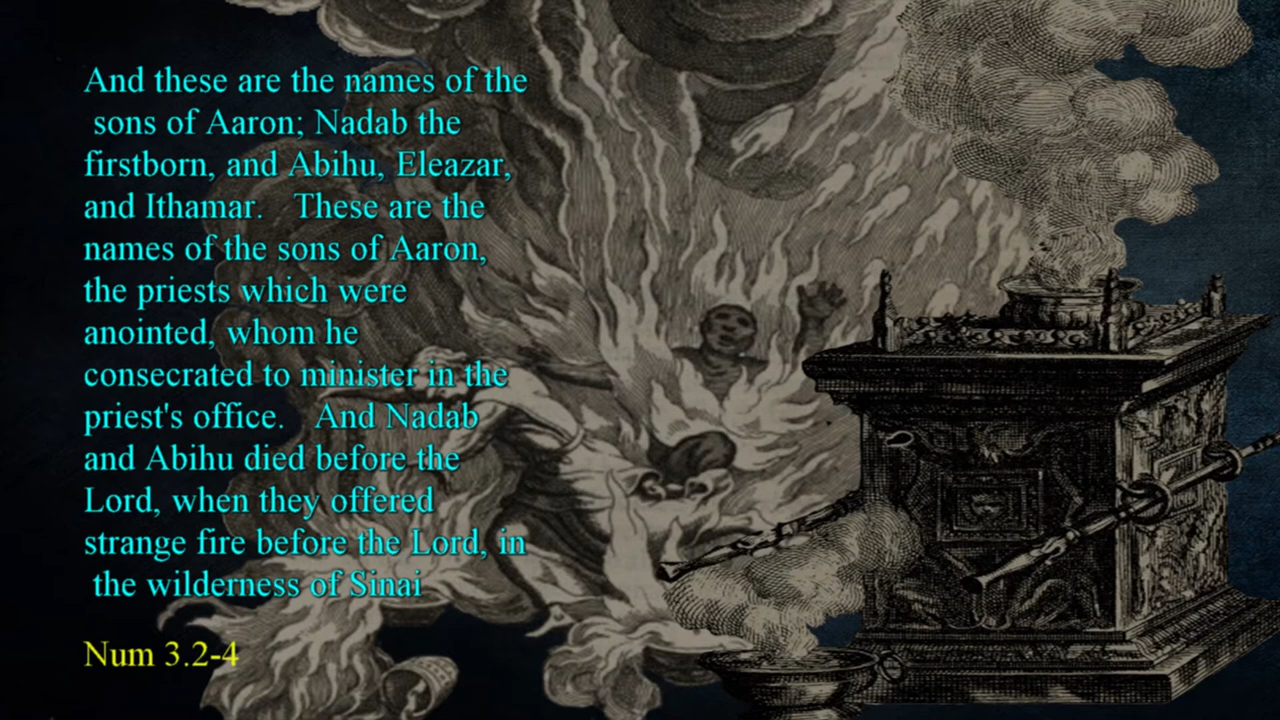 And these are the names of the
sons of Aaron; Nadab the
firstborn, and Abihu, Eleazar,
and Ithamar.   These are the
names of the sons of Aaron,
the priests which were
anointed, whom he
consecrated to minister in the
priest's office.   And Nadab
and Abihu died before the
Lord, when they offered
strange fire before the Lord, in
the wilderness of Sinai
Num 3.2-4